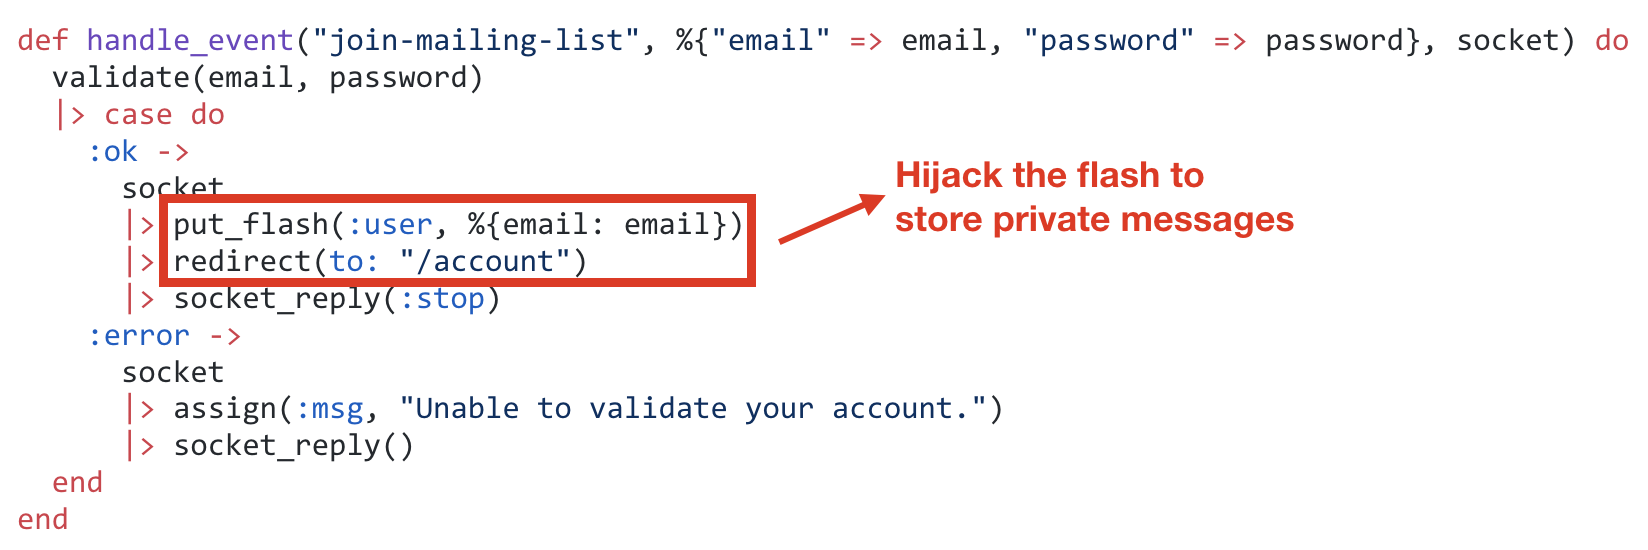 def handle_event("join-mailing-list", %{"email" => email, "password" => password}, socket) do
  validate(email, password)
  |> case do
    :ok ->
      socket
      |> put_flash(:user, %{email: email})
      |> redirect(to: "/account")
      |> socket_reply(:stop)
    :error ->
      socket
      |> assign(:msg, "Unable to validate your account.")
      |> socket_reply()
  end
end
Hijack the flash to
store private messages